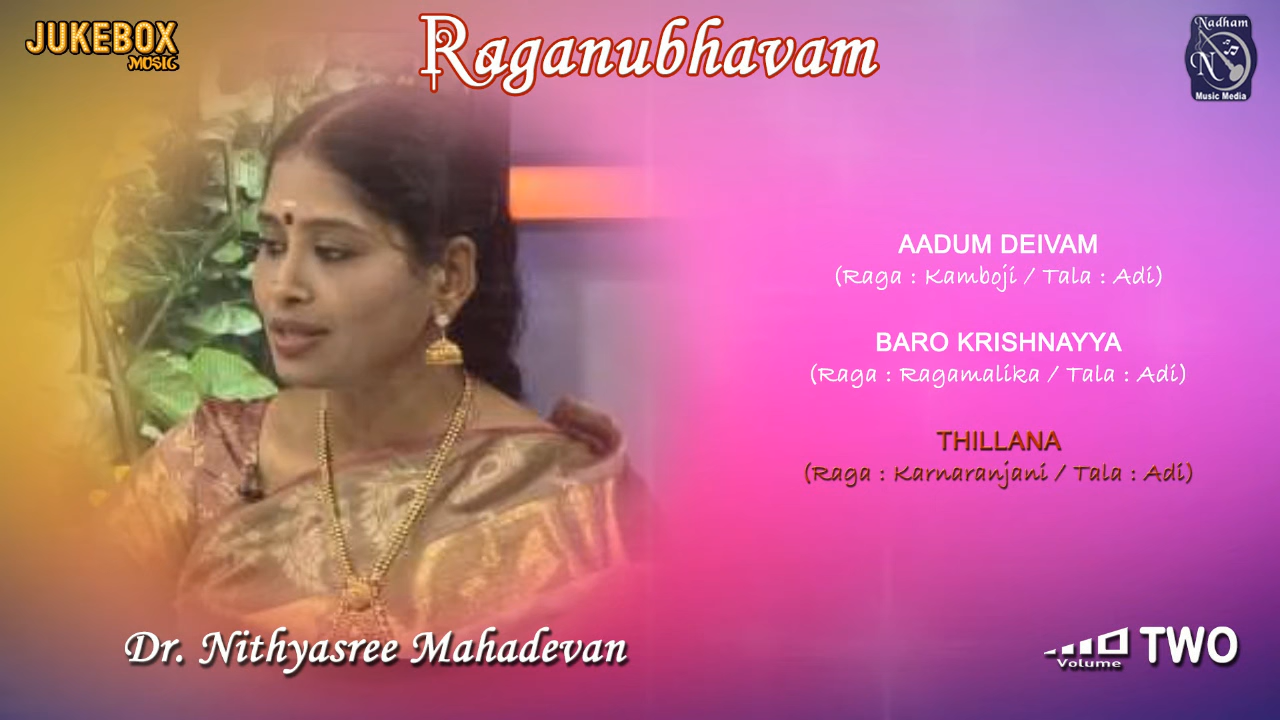 JUKEBOX
MUSIC
Raganubhavam
Nadham
N
Music Media
AADUM DEIVAM
(Raga : Kamboji / Tala : Adi)
BARO KRISHNAYYA
(Raga : Ragamalika / Tala : Adi)
THILLANA
(Raga : Karnaranjani / Tala : Adi)
Dr. Nithyasree Mahadevan
Volume TWO